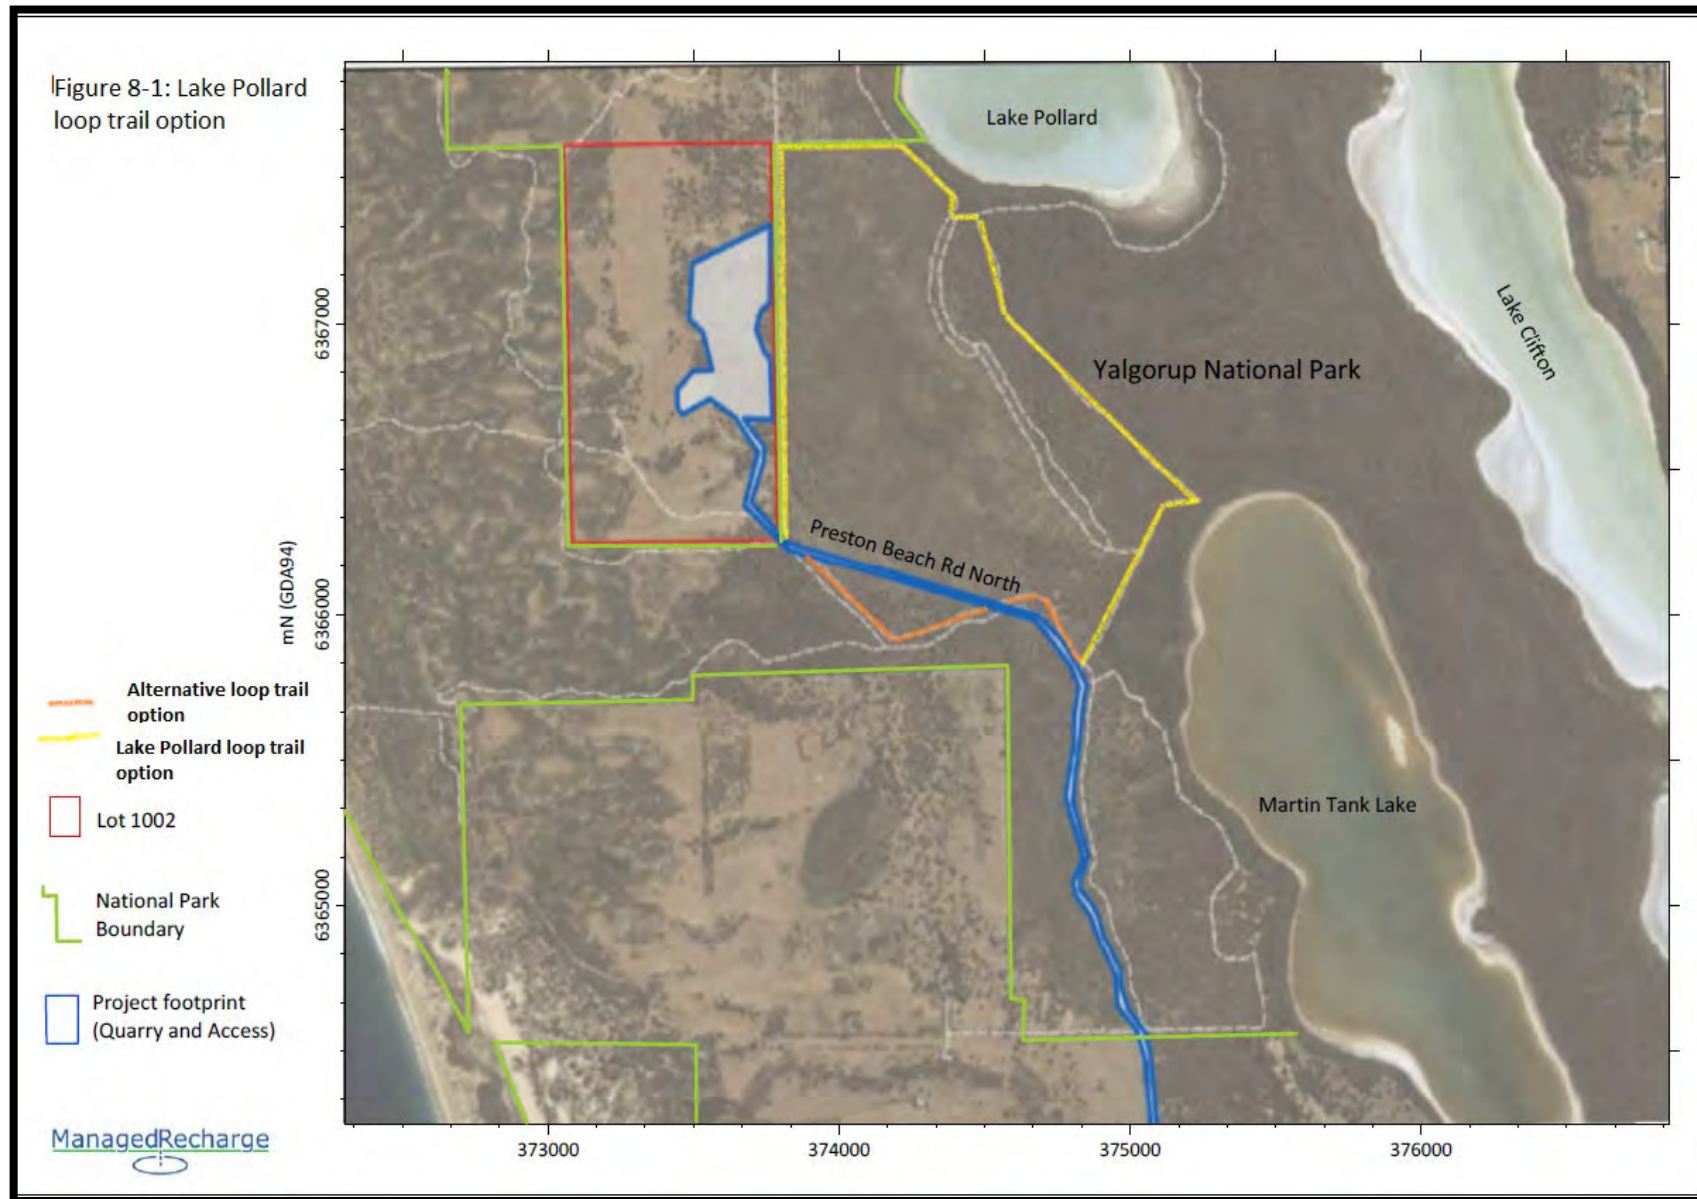 Figure 8-1: Lake Pollard
loop trail option
Lake Pollard
Lake Clifton
Yalgorup National Park
Preston Beach Rd North
Martin Tank Lake
6367000
6366000
6365000
mN (GDA94)
Alternative loop trail
option
Lake Pollard loop trail
option
Lot 1002
National Park
Boundary
Project footprint
(Quarry and Access)
ManagedRecharge
373000
374000
375000
376000